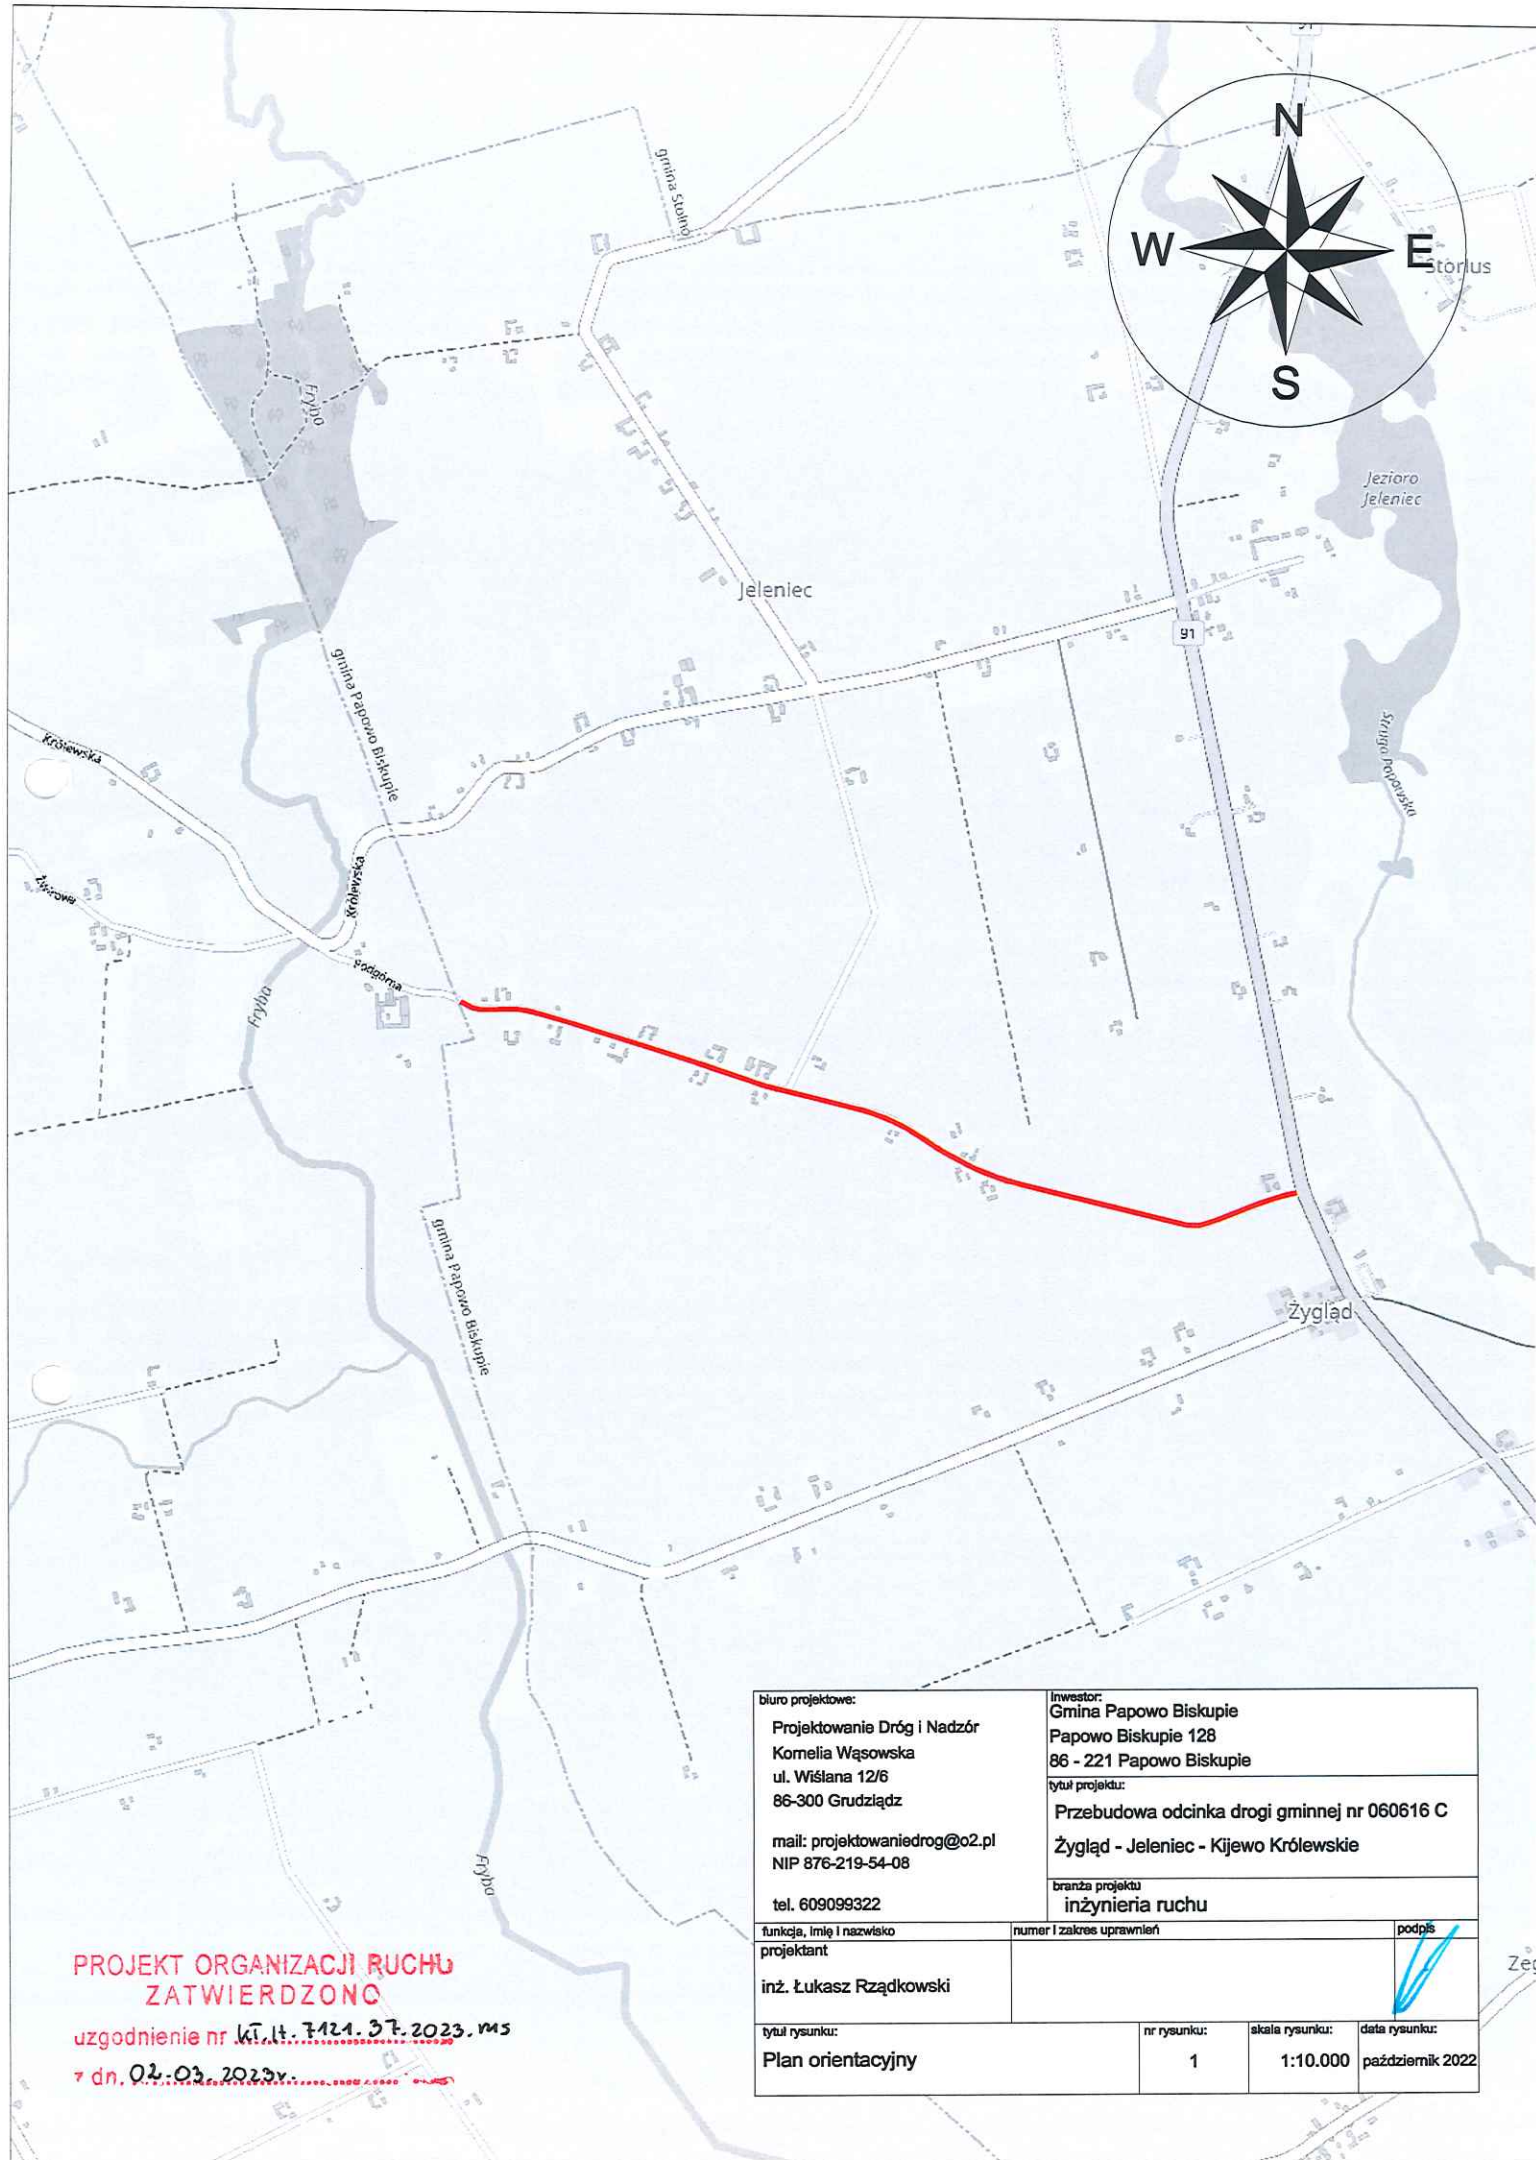 91
N
W
E
S
Storlus
gmina Stolno
Fryba
Jezioro
Jeleniec
Jeleniec
91
gmina Papowo Biskupie
Struga Papowska
Królewska
Królewska
Żwirowa
Podgórna
Fryba
gmina Papowo Biskupie
Żygląd
Fryba
biuro projektowe:
Projektowanie Dróg i Nadzór
Kornelia Wąsowska
ul. Wiślana 12/6
86-300 Grudziądz
mail: projektowaniedrog@o2.pl
NIP 876-219-54-08
tel. 609099322
inwestor:
Gmina Papowo Biskupie
Papowo Biskupie 128
86 - 221 Papowo Biskupie
tytuł projektu:
Przebudowa odcinka drogi gminnej nr 060616 C
Żygląd - Jeleniec - Kijewo Królewskie
branża projektu
inżynieria ruchu
funkcja, imię i nazwisko
numer i zakres uprawnień
podpis
projektant
inż. Łukasz Rządkowski
tytuł rysunku:
Plan orientacyjny
nr rysunku:
1
skala rysunku:
1:10.000
data rysunku:
październik 2022
Zeg
PROJEKT ORGANIZACJI RUCHU
ZATWIERDZONO
uzgodnienie nr KT.II.7121.37.2023.MS
z dn. 02.03.2023r.